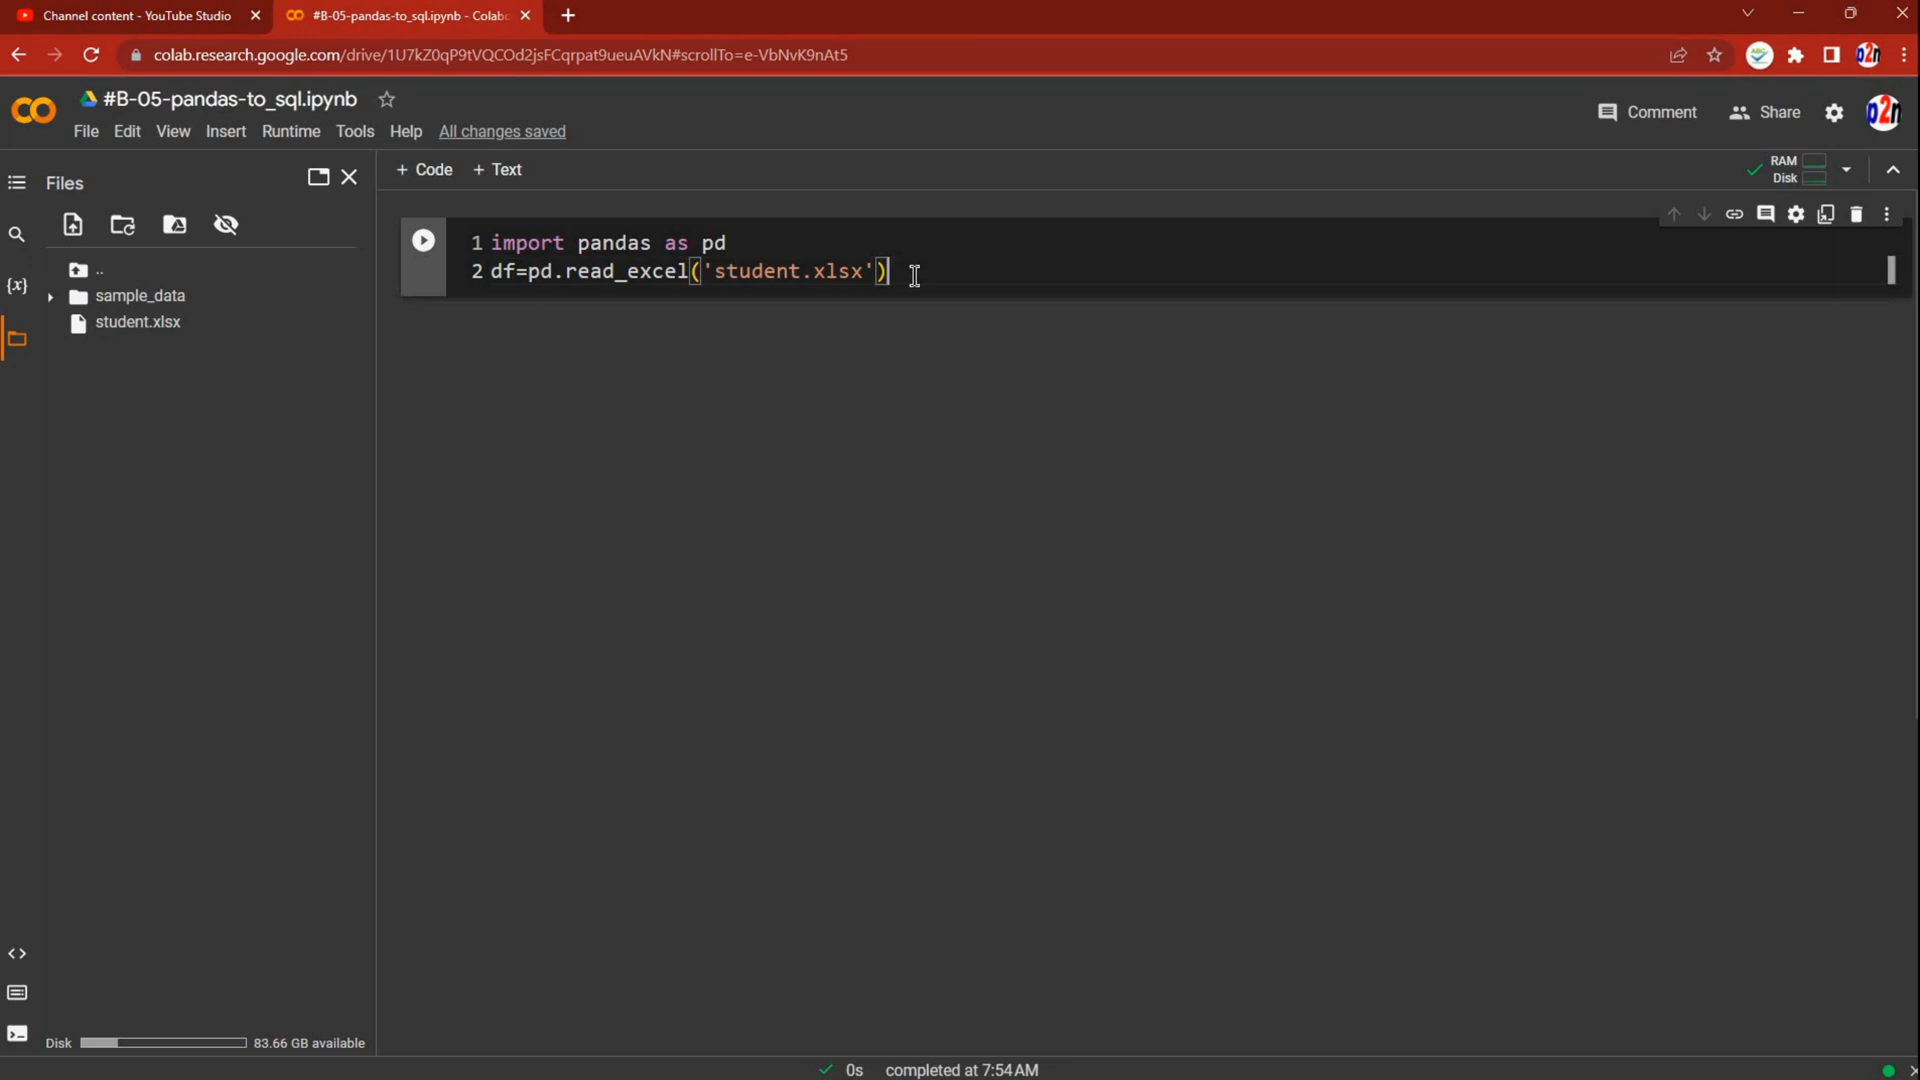 Channel content - YouTube Studio
#B-05-pandas-to_sql.ipynb - Colab
colab.research.google.com/drive/1U7kZ0qP9tVQCOd2jsFCqrpat9ueuAVkN#scrollTo=e-VbNvK9nAt5
#B-05-pandas-to_sql.ipynb
Comment
Share
File Edit View Insert Runtime Tools Help All changes saved
Files
+ Code + Text
RAM
Disk
..
sample_data
student.xlsx
1 import pandas as pd
2 df=pd.read_excel('student.xlsx')
Disk 83.66 GB available
0s completed at 7:54 AM